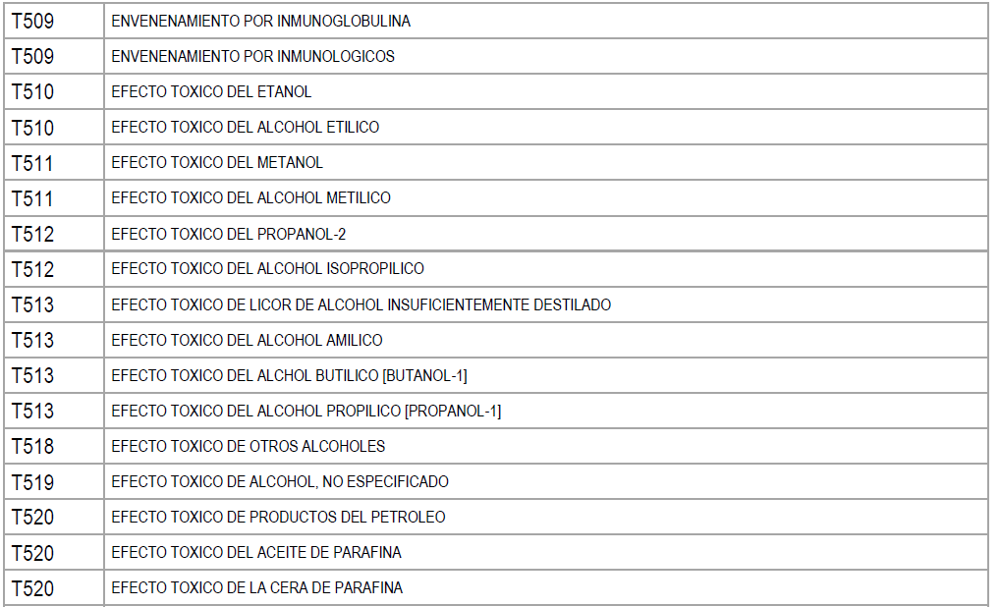 T509 ENVENENAMIENTO POR INMUNOGLOBULINA
T509 ENVENENAMIENTO POR INMUNOLOGICOS
T510 EFECTO TOXICO DEL ETANOL
T510 EFECTO TOXICO DEL ALCOHOL ETILICO
T511 EFECTO TOXICO DEL METANOL
T511 EFECTO TOXICO DEL ALCOHOL METILICO
T512 EFECTO TOXICO DEL PROPANOL-2
T512 EFECTO TOXICO DEL ALCOHOL ISOPROPILICO
T513 EFECTO TOXICO DE LICOR DE ALCOHOL INSUFICIENTEMENTE DESTILADO
T513 EFECTO TOXICO DEL ALCOHOL AMILICO
T513 EFECTO TOXICO DEL ALCHOL BUTILICO [BUTANOL-1]
T513 EFECTO TOXICO DEL ALCOHOL PROPILICO [PROPANOL-1]
T518 EFECTO TOXICO DE OTROS ALCOHOLES
T519 EFECTO TOXICO DE ALCOHOL, NO ESPECIFICADO
T520 EFECTO TOXICO DE PRODUCTOS DEL PETROLEO
T520 EFECTO TOXICO DEL ACEITE DE PARAFINA
T520 EFECTO TOXICO DE LA CERA DE PARAFINA